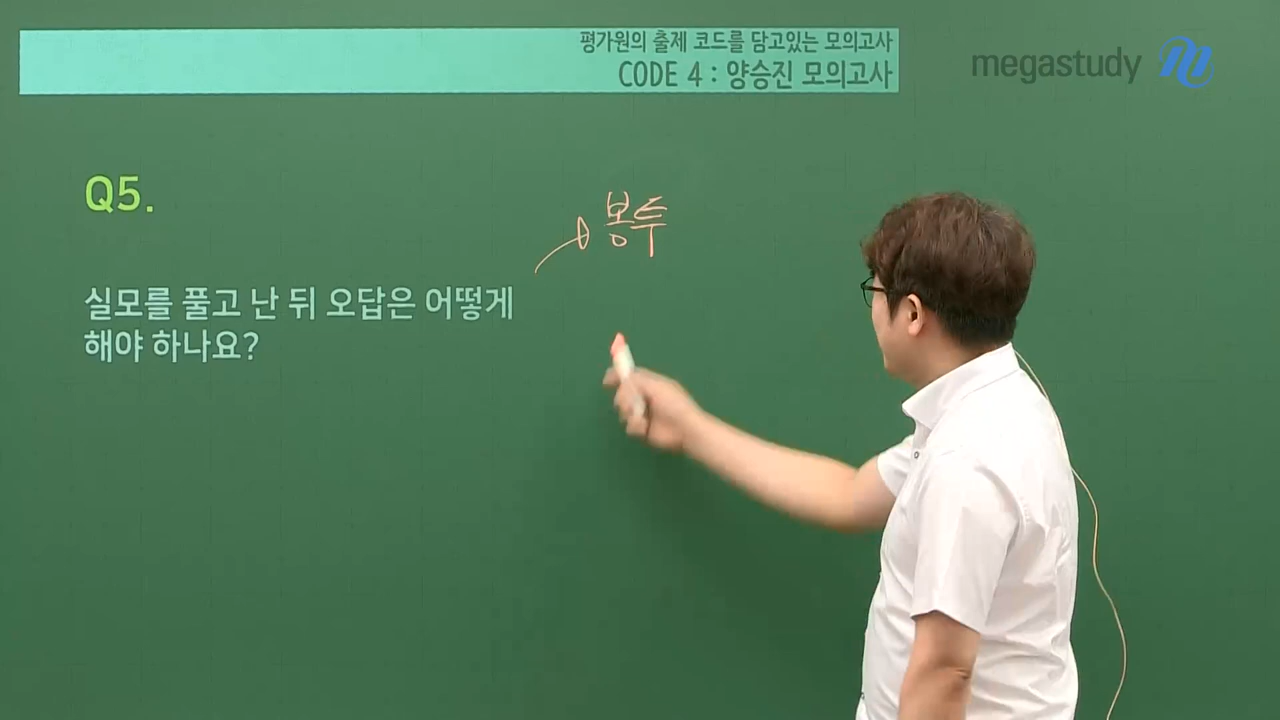 평가원의 출제 코드를 담고있는 모의고사
CODE 4 : 양승진 모의고사
megastudy
Q5.
봉투
실모를 풀고 난 뒤 오답은 어떻게
해야 하나요?